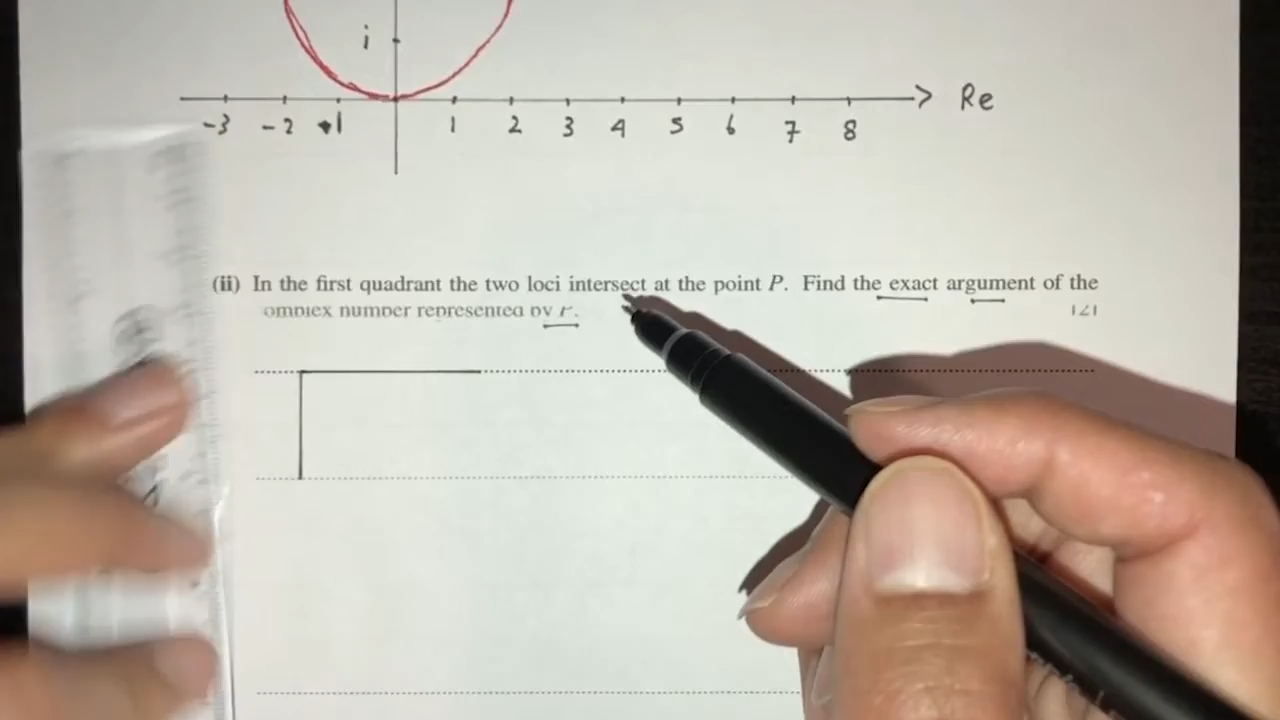 i
Re
-3 -2 -1 1 2 3 4 5 6 7 8
(ii) In the first quadrant the two loci intersect at the point P. Find the exact argument of the
omplex number represented by